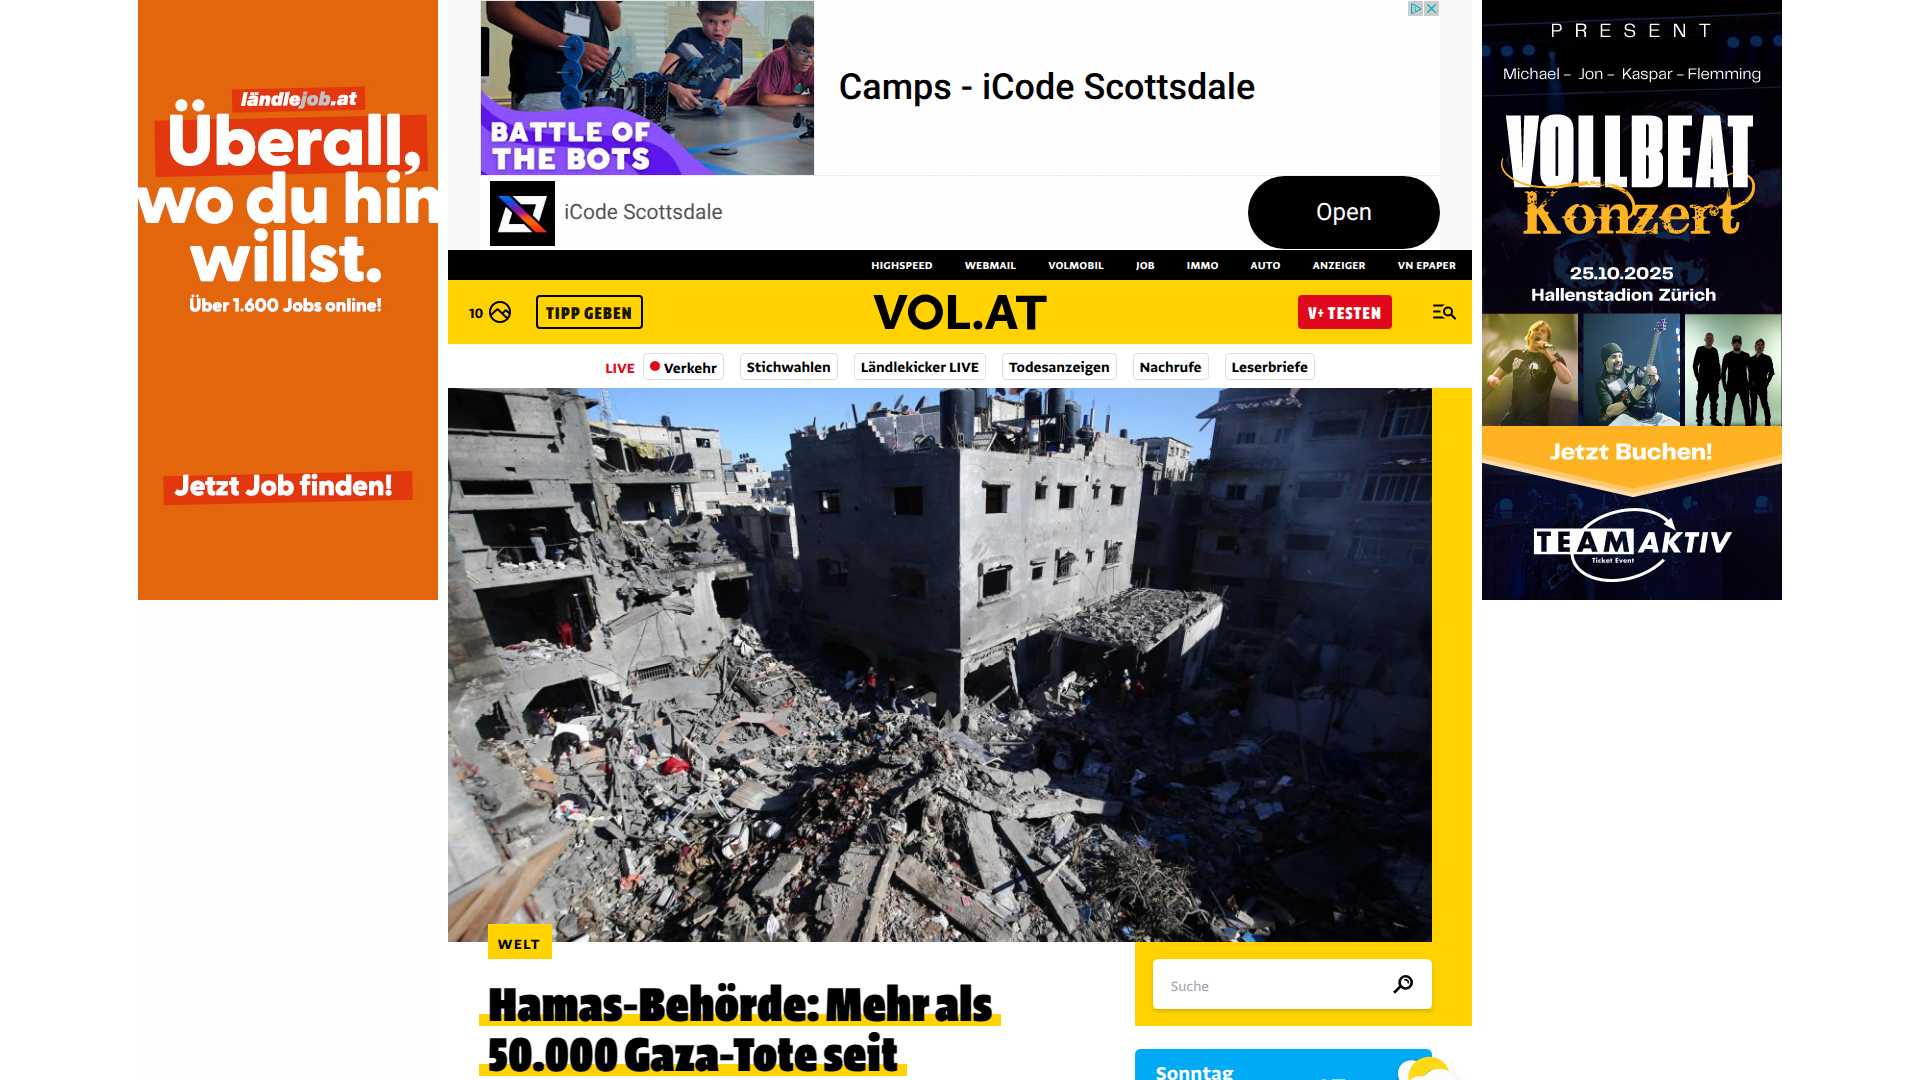 ländlejob.at
Überall,
wo du hin
willst.
Über 1.600 Jobs online!
Jetzt Job finden!
BATTLE OF
THE BOTS
Camps - iCode Scottsdale
iCode Scottsdale
Open
HIGHSPEED WEBMAIL VOLMOBIL JOB IMMO AUTO ANZEIGER VN EPAPER
10 TIPP GEBEN VOL.AT V+ TESTEN
LIVE Verkehr Stichwahlen Ländlekicker LIVE Todesanzeigen Nachrufe Leserbriefe
WELT
Hamas-Behörde: Mehr als
50.000 Gaza-Tote seit
Suche
Sonntag
PRESENT
Michael – Jon – Kaspar – Flemming
VOLLBEAT
Konzert
25.10.2025
Hallenstadion Zürich
Jetzt Buchen!
TEAM AKTIV
Ticket Event